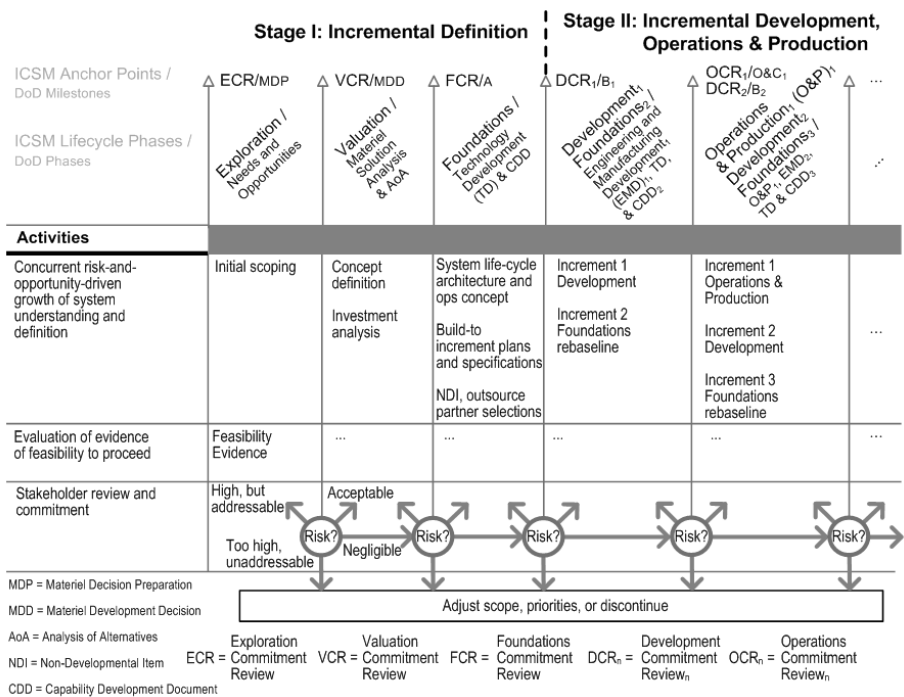 Stage I: Incremental Definition
Stage II: Incremental Development,
Operations & Production
ICSM Anchor Points /
DoD Milestones
ECR/MDP
VCR/MDD
FCR/A
DCR₁/B₁
OCR₁/O&C₁
DCR₂/B₂
...
ICSM Lifecycle Phases /
DoD Phases
Exploration /
Needs and
Opportunities
Valuation /
Materiel
Solution
Analysis
& AoA
Foundations /
Technology
Development
(TD) & CDD
Development₁
Foundations₂ /
Engineering and
Manufacturing
Development₁
(EMD)₁, TD,
& CDD₂
Operations
& Production₁ (O&P)₁
Development₂
Foundations₃ /
O&P¹, EMD₂,
TD & CDD₃
...
Activities
Concurrent risk-and-
opportunity-driven
growth of system
understanding and
definition
Initial scoping
Concept
definition
Investment
analysis
System life-cycle
architecture and
ops concept
Build-to
increment plans
and specifications
NDI, outsource
partner selections
Increment 1
Development
Increment 2
Foundations
rebaseline
Increment 1
Operations &
Production
Increment 2
Development
Increment 3
Foundations
rebaseline
...
Evaluation of evidence
of feasibility to proceed
Feasibility
Evidence
...
...
...
...
...
Stakeholder review and
commitment
High, but
addressable
Acceptable
Too high,
unaddressable
Negligible
Risk?
Risk?
Risk?
Risk?
Risk?
Adjust scope, priorities, or discontinue
MDP = Materiel Decision Preparation
MDD = Materiel Development Decision
AoA = Analysis of Alternatives
NDI = Non-Developmental Item
CDD = Capability Development Document
ECR = Exploration
Commitment
Review
VCR = Valuation
Commitment
Review
FCR = Foundations
Commitment
Review
DCRₙ = Development
Commitment
Reviewₙ
OCRₙ = Operations
Commitment
Reviewₙ